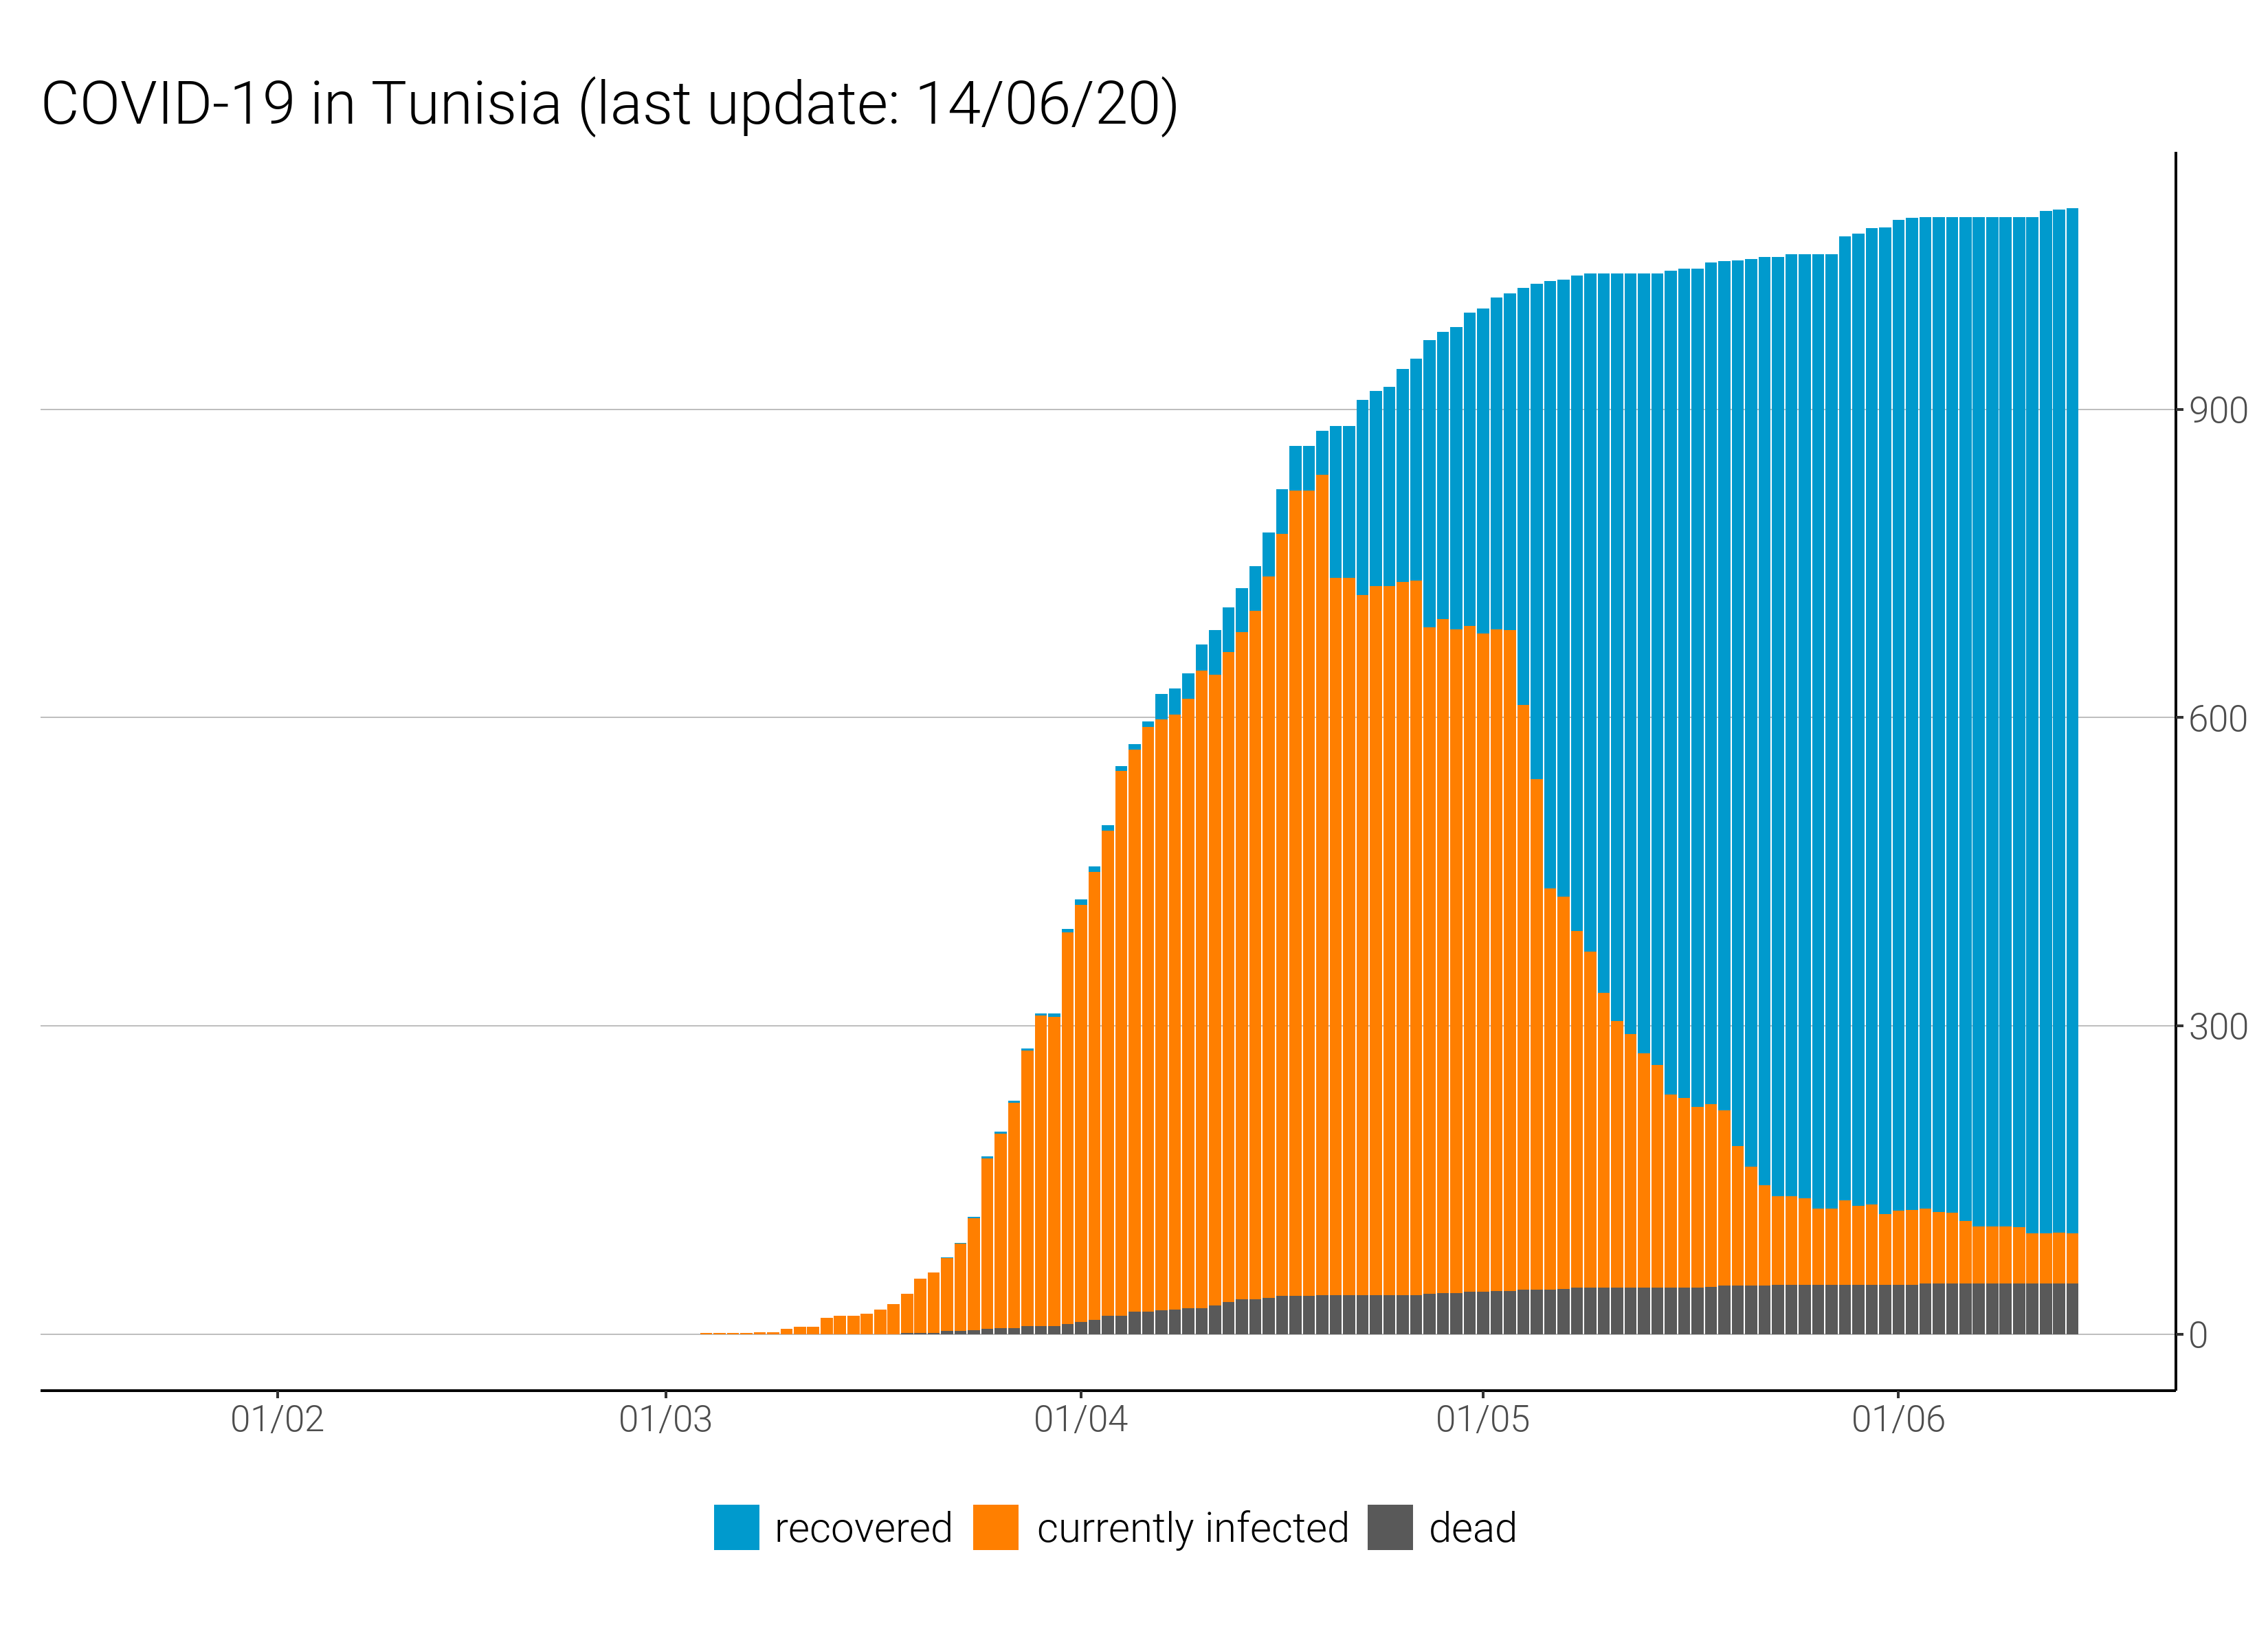 COVID-19 in Tunisia (last update: 14/06/20)
900
600
300
0
01/02 01/03 01/04 01/05 01/06
recovered currently infected dead